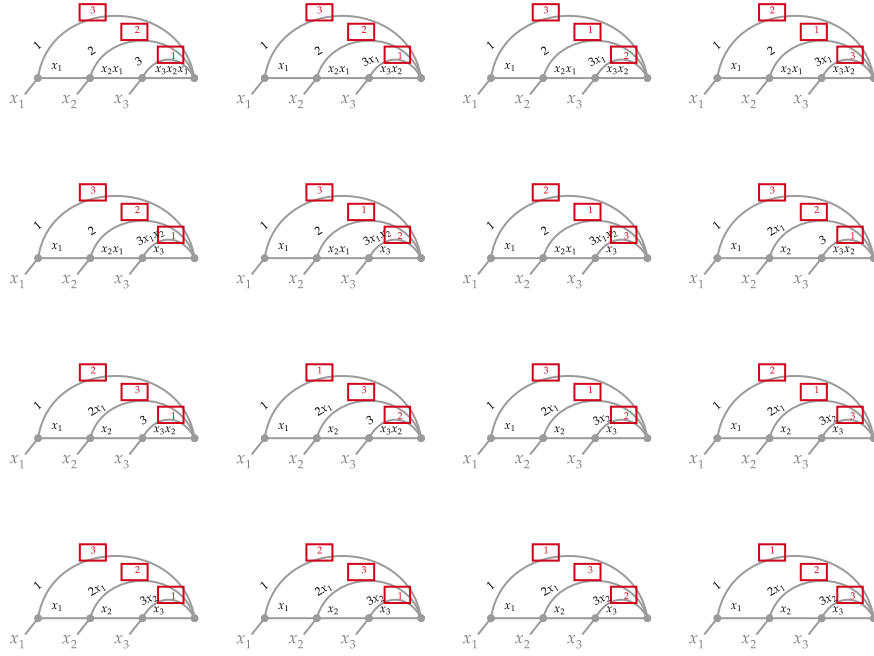 3 2 1
1 2 3
x₁ x₂x₁ x₃x₂x₁
x₁ x₂ x₃
3 2 1
1 2 3x₁
x₁ x₂x₁ x₃x₂
x₁ x₂ x₃
3 1 2
1 2 3x₁
x₁ x₂x₁ x₃x₂
x₁ x₂ x₃
2 1 3
1 2 3x₁
x₁ x₂x₁ x₃x₂
x₁ x₂ x₃
3 2 1
1 2 3x₁x₂
x₁ x₂x₁ x₃
x₁ x₂ x₃
3 1 2
1 2 3x₁x₂
x₁ x₂x₁ x₃
x₁ x₂ x₃
2 1 3
1 2 3x₁x₂
x₁ x₂x₁ x₃
x₁ x₂ x₃
3 2 1
1 2x₁ 3
x₁ x₂ x₃x₂
x₁ x₂ x₃
2 3 1
1 2x₁ 3
x₁ x₂ x₃x₂
x₁ x₂ x₃
1 3 2
1 2x₁ 3
x₁ x₂ x₃x₂
x₁ x₂ x₃
3 1 2
1 2x₁ 3x₂
x₁ x₂ x₃
x₁ x₂ x₃
2 1 3
1 2x₁ 3x₂
x₁ x₂ x₃
x₁ x₂ x₃
3 2 1
1 2x₁ 3x₂
x₁ x₂ x₃
x₁ x₂ x₃
2 3 1
1 2x₁ 3x₂
x₁ x₂ x₃
x₁ x₂ x₃
1 3 2
1 2x₁ 3x₂
x₁ x₂ x₃
x₁ x₂ x₃
1 2 3
1 2x₁ 3x₂
x₁ x₂ x₃
x₁ x₂ x₃